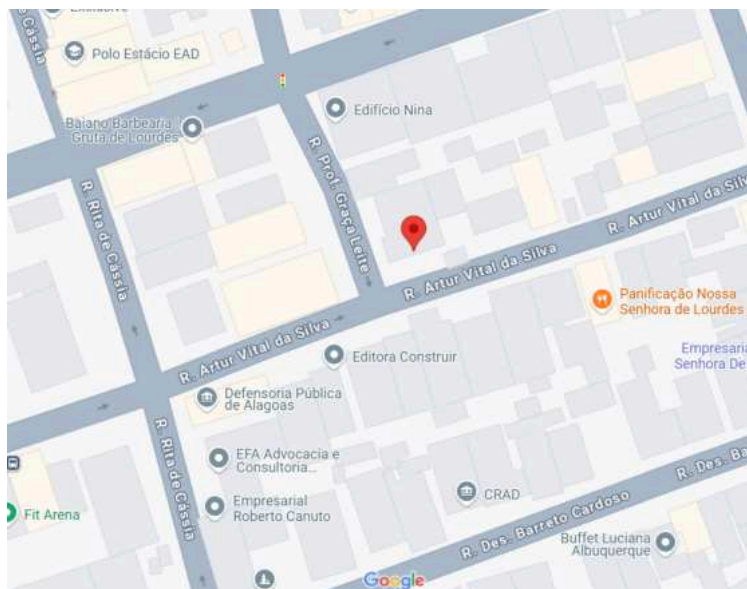 Exclusive
Polo Estácio EAD
de Cássia
Baiano Barbearia
Gruta de Lourdes
Edifício Nina
R. Prof. Graça Leite
R. Rita de Cássia
R. Artur Vital da Silva
R. Artur Vital da Silva
R. Artur Vital da Silva
Panificação Nossa
Senhora de Lourdes
Editora Construir
Empresaria
Senhora De
Defensoria Pública
de Alagoas
R. Rita de Cássia
EFA Advocacia e
Consultoria...
CRAD
R. Des. Ba
Empresarial
Roberto Canuto
Fit Arena
R. Des. Barreto Cardoso
Buffet Luciana
Albuquerque
Google